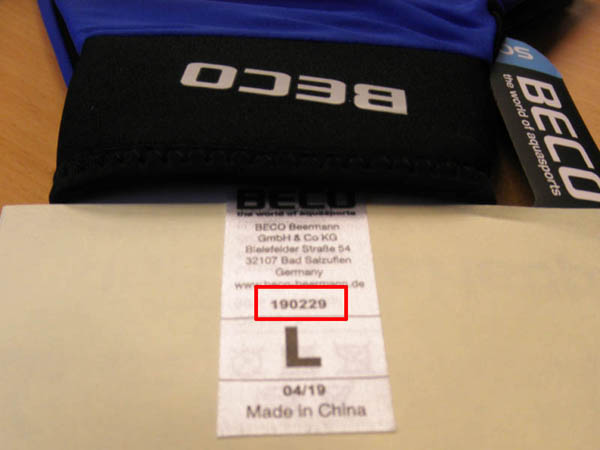 BECO
SO
BECO
the world of aquasports
BECO
the world of aquasports
BECO Beermann
GmbH & Co KG
Bielefelder Straße 54
32107 Bad Salzuflen
Germany
www.beco-beermann.de
190229
L
04/19
Made in China